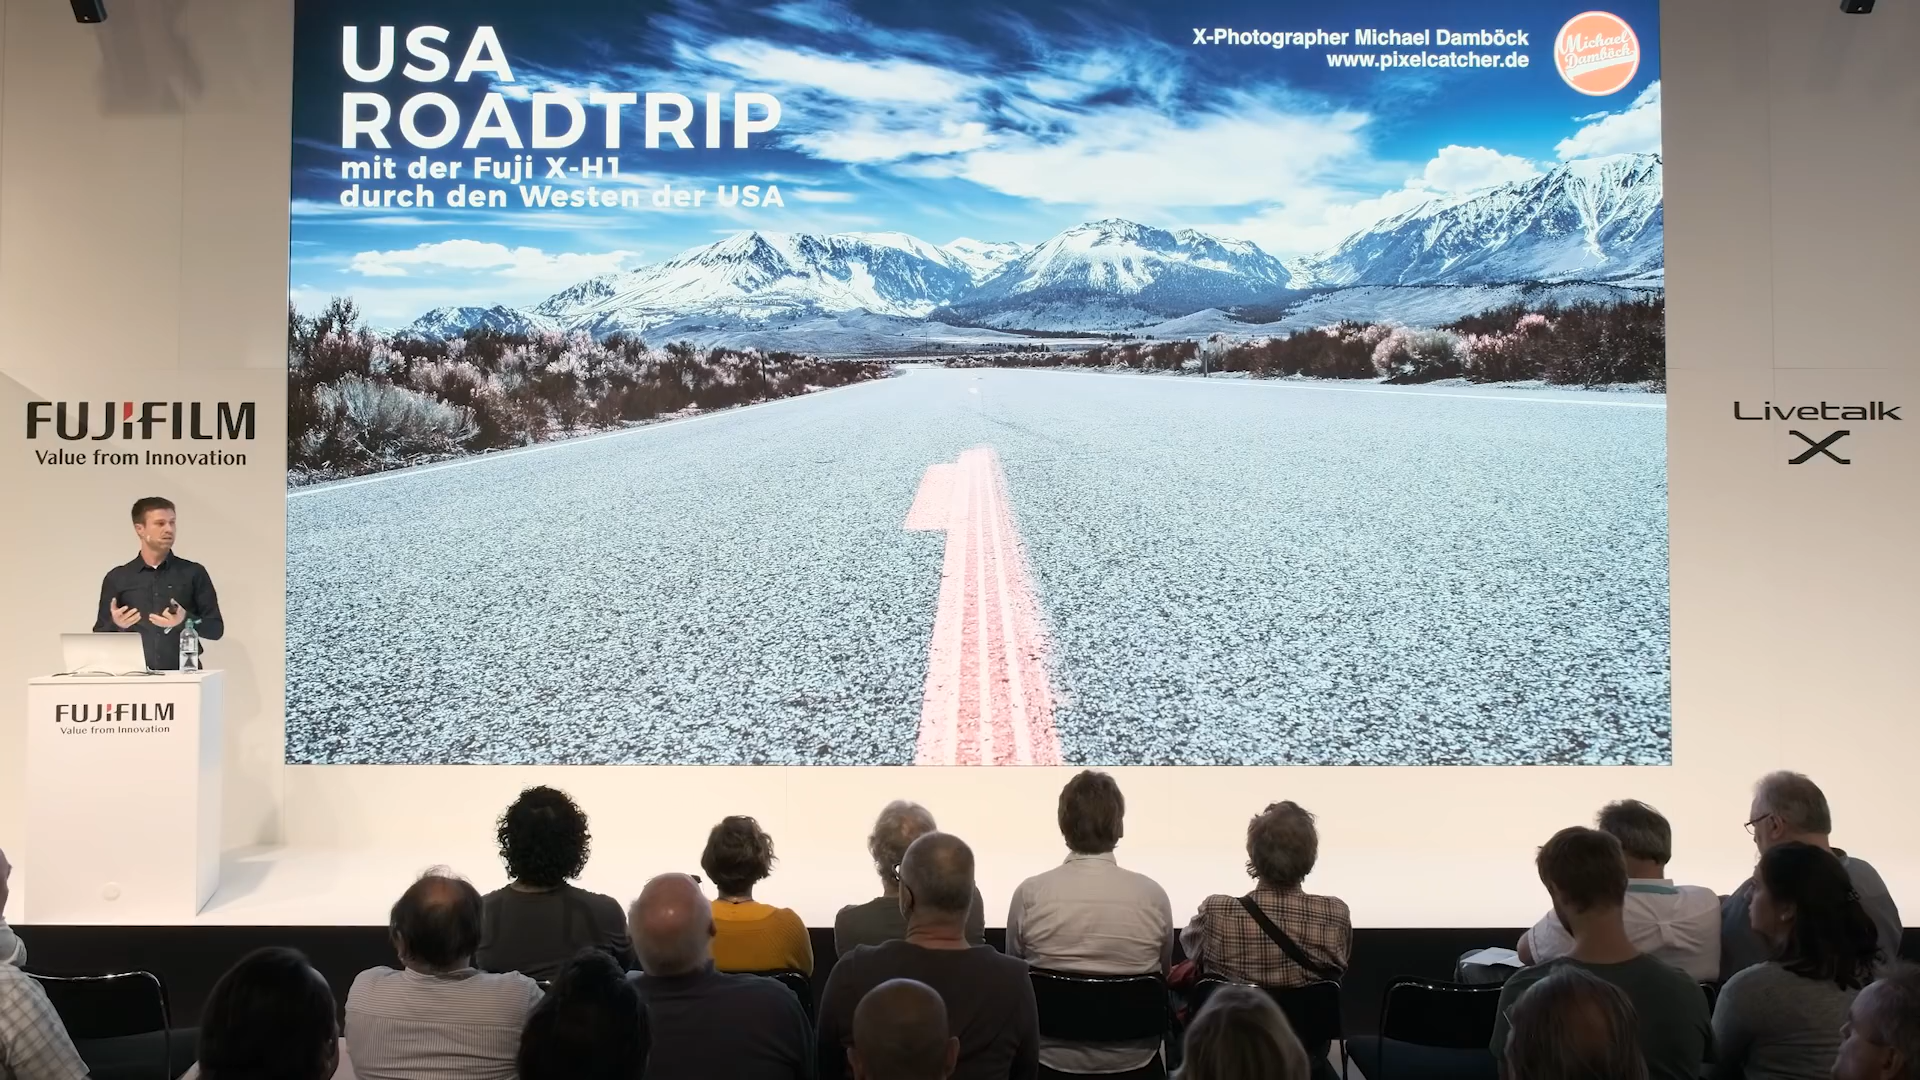 USA
ROADTRIP
mit der Fuji X-H1
durch den Westen der USA
X-Photographer Michael Damböck
www.pixelcatcher.de
Michael
Damböck
FUJIFILM
Value from Innovation
Livetalk
X
FUJIFILM
Value from Innovation